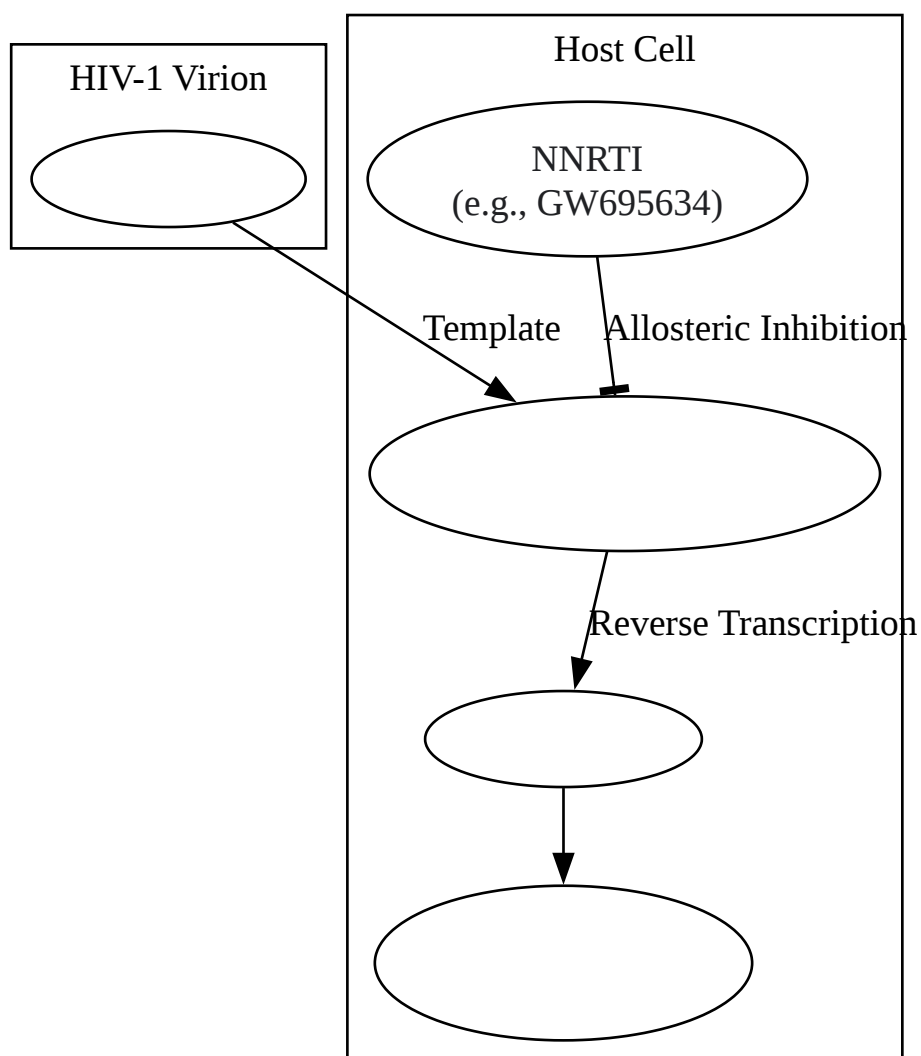 HIV-1 Virion
Host Cell
NNRTI
(e.g., GW695634)
Template
Allosteric Inhibition
Reverse Transcription